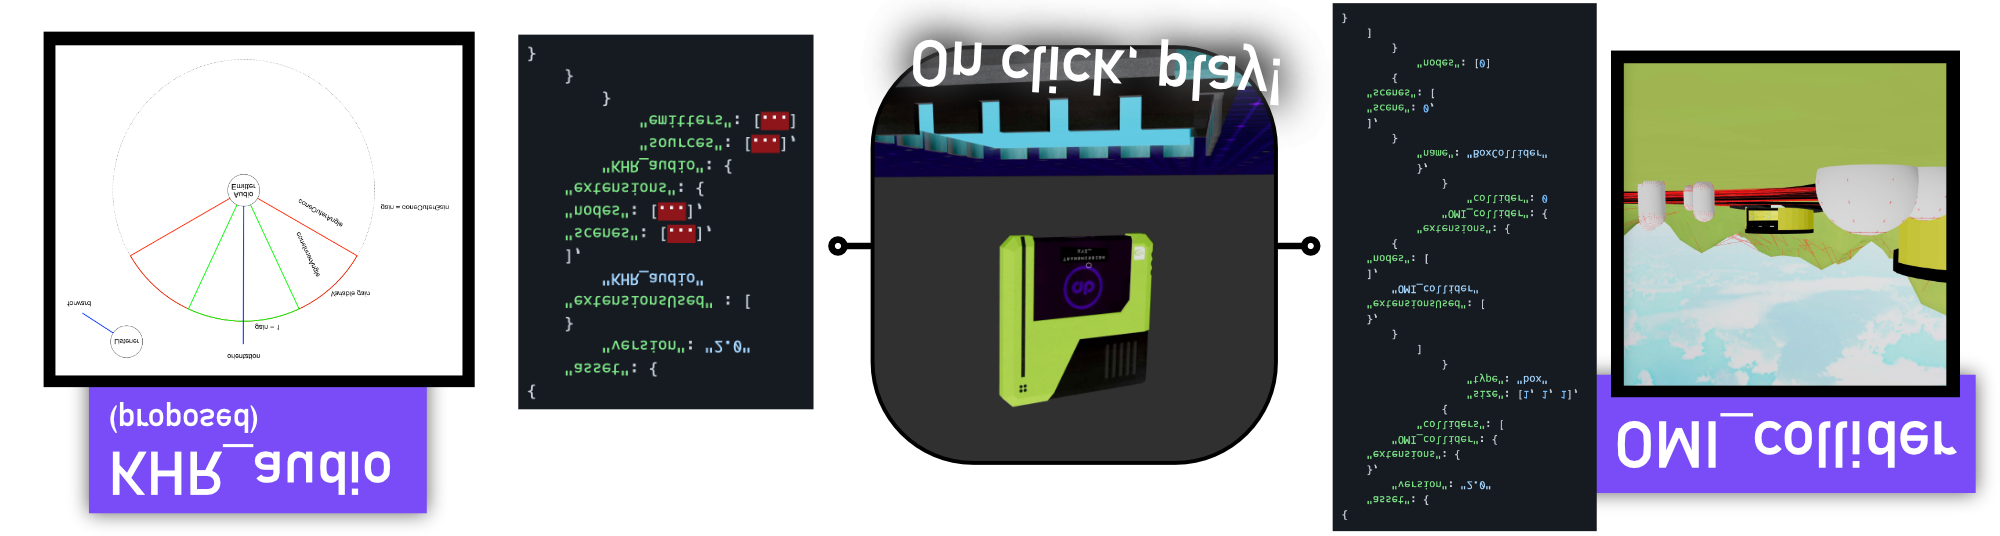 KHR_audio
(proposed)
orientation
Listener
gain = 1
forward
Variable gain
coneInnerAngle
coneOuterAngle
gain = coneOuterGain
Audio
Emitter
{
"asset": {
"version": "2.0"
}
"extensionsUsed" : [
"KHR_audio"
],
"scenes": [...],
"nodes": [...],
"extensions": {
"KHR_audio": {
"sources": [...],
"emitters": [...]
}
}
}
On click, play!
TRANSMISSION
{
"asset": {
"version": "2.0"
},
"extensions": {
"OMI_collider": {
"colliders": [
{
"size": [1, 1, 1],
"type": "box"
}
]
}
},
"extensionsUsed": [
"OMI_collider"
],
"nodes": [
{
"extensions": {
"OMI_collider": {
"collider": 0
}
},
"name": "BoxCollider"
}
],
"scene": 0,
"scenes": [
{
"nodes": [0]
}
]
}
OMI_collider